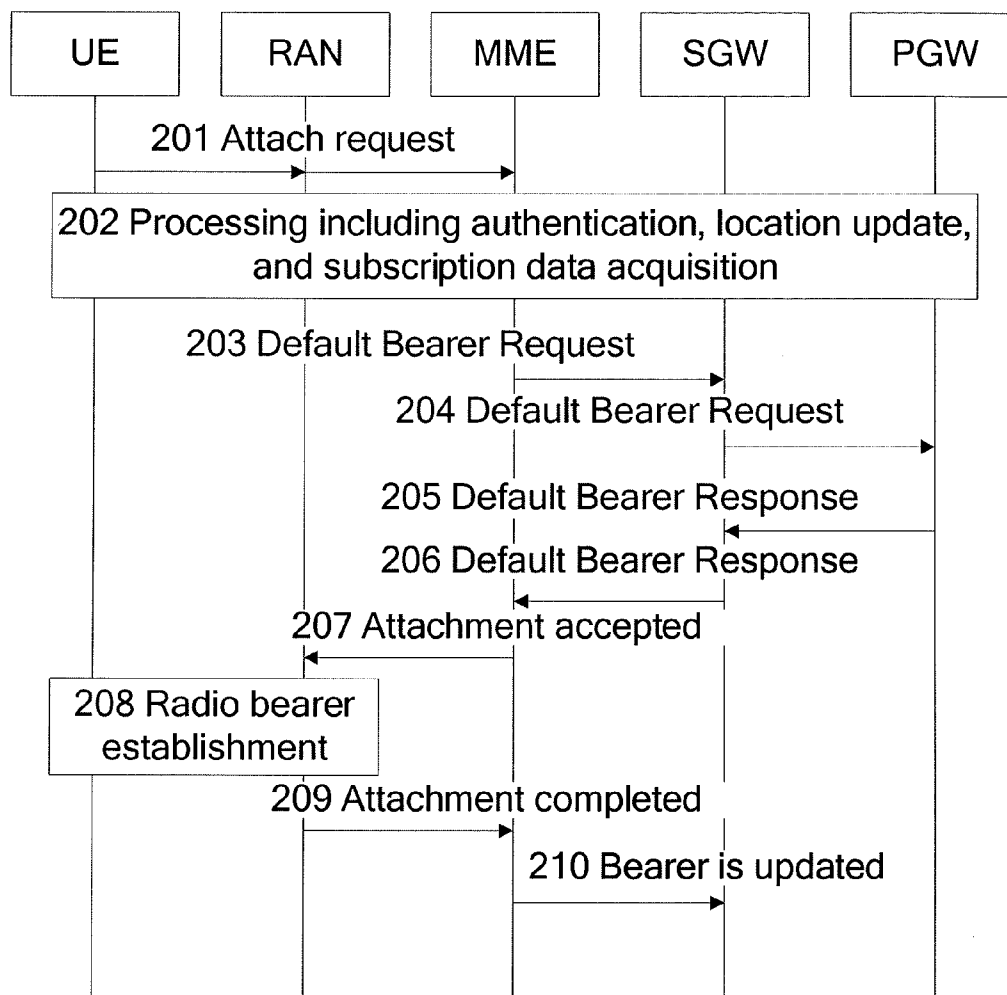 UE
RAN
MME
SGW
PGW
201 Attach request
202 Processing including authentication, location update,
and subscription data acquisition
203 Default Bearer Request
204 Default Bearer Request
205 Default Bearer Response
206 Default Bearer Response
207 Attachment accepted
208 Radio bearer
establishment
209 Attachment completed
210 Bearer is updated